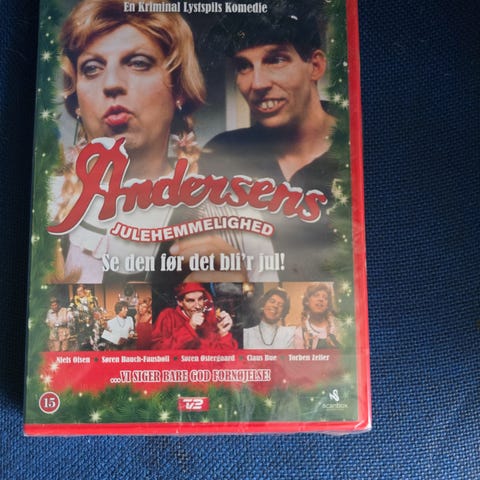 En Kriminal Lystspils Komedie
Andersens
JULEHEMMELIGHED
Se den før det bli'r jul!
Niels Olsen • Søren Hauch-Fausbøll • Søren Østergaard • Claus Bue • Torben Zeller
...VI SIGER BARE GOD FORNØJELSE!
15
TV2
scanbox